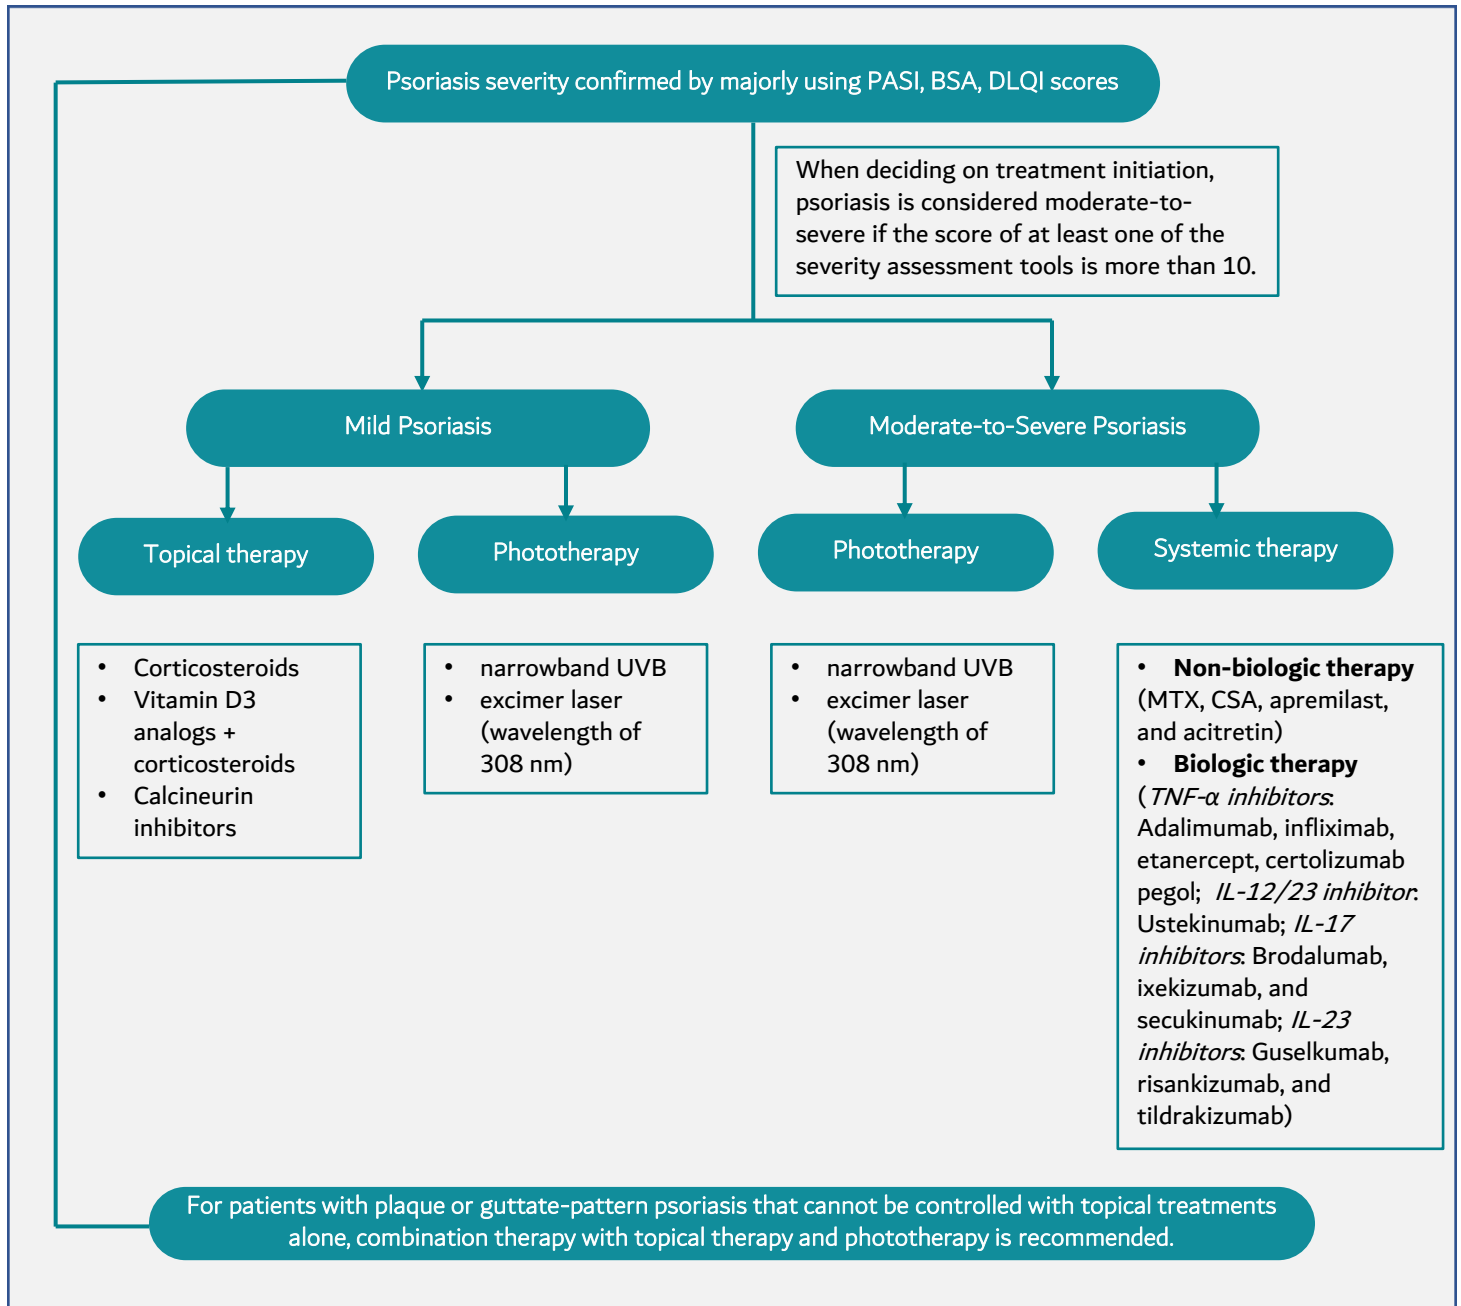 Psoriasis severity confirmed by majorly using PASI, BSA, DLQI scores
When deciding on treatment initiation,
psoriasis is considered moderate-to-
severe if the score of at least one of the
severity assessment tools is more than 10.
Mild Psoriasis
Moderate-to-Severe Psoriasis
Topical therapy
Phototherapy
Phototherapy
Systemic therapy
• Corticosteroids
• Vitamin D3
analogs +
corticosteroids
• Calcineurin
inhibitors
• narrowband UVB
• excimer laser
(wavelength of
308 nm)
• narrowband UVB
• excimer laser
(wavelength of
308 nm)
• Non-biologic therapy
(MTX, CSA, apremilast,
and acitretin)
• Biologic therapy
(TNF-α inhibitors:
Adalimumab, infliximab,
etanercept, certolizumab
pegol; IL-12/23 inhibitor:
Ustekinumab; IL-17
inhibitors: Brodalumab,
ixekizumab, and
secukinumab; IL-23
inhibitors: Guselkumab,
risankizumab, and
tildrakizumab)
For patients with plaque or guttate-pattern psoriasis that cannot be controlled with topical treatments
alone, combination therapy with topical therapy and phototherapy is recommended.